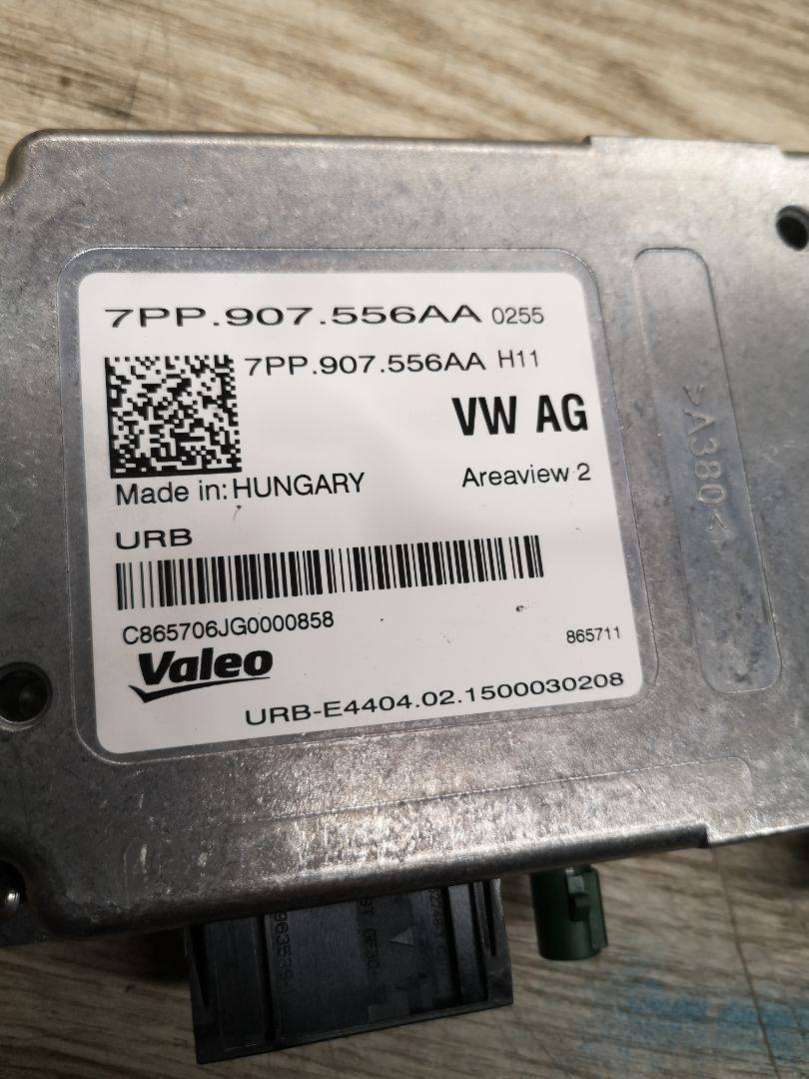 7PP.907.556AA 0255
7PP.907.556AA H11
VW AG
Made in: HUNGARY
Areaview 2
URB
C865706JG0000858
865711
Valeo
URB-E4404.02.1500030208
>A380<